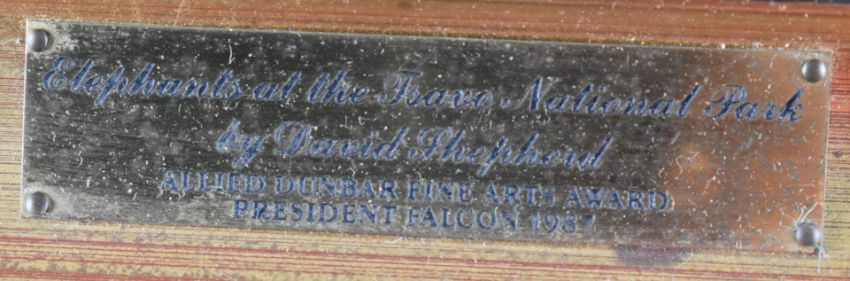 Elephants at the Tsavo National Park
by David Shepherd
ALLIED DUNBAR FINE ARTS AWARD
PRESIDENT FALCON 1987